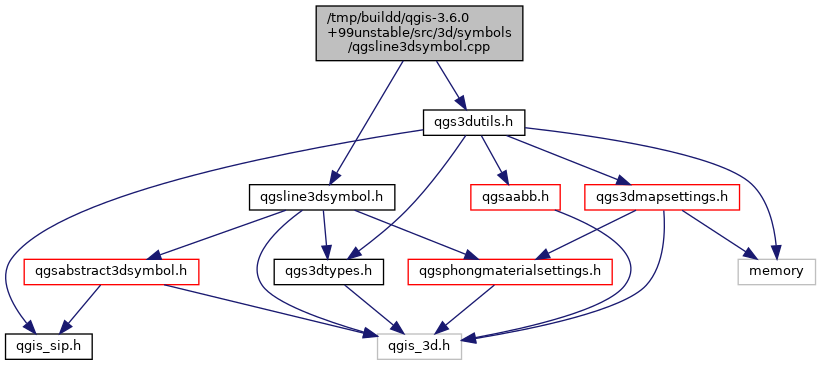 /tmp/buildd/qgis-3.6.0
+99unstable/src/3d/symbols
/qgsline3dsymbol.cpp
qgs3dutils.h
qgsline3dsymbol.h
qgsaabb.h
qgs3dmapsettings.h
qgsabstract3dsymbol.h
qgs3dtypes.h
qgsphongmaterialsettings.h
memory
qgis_sip.h
qgis_3d.h